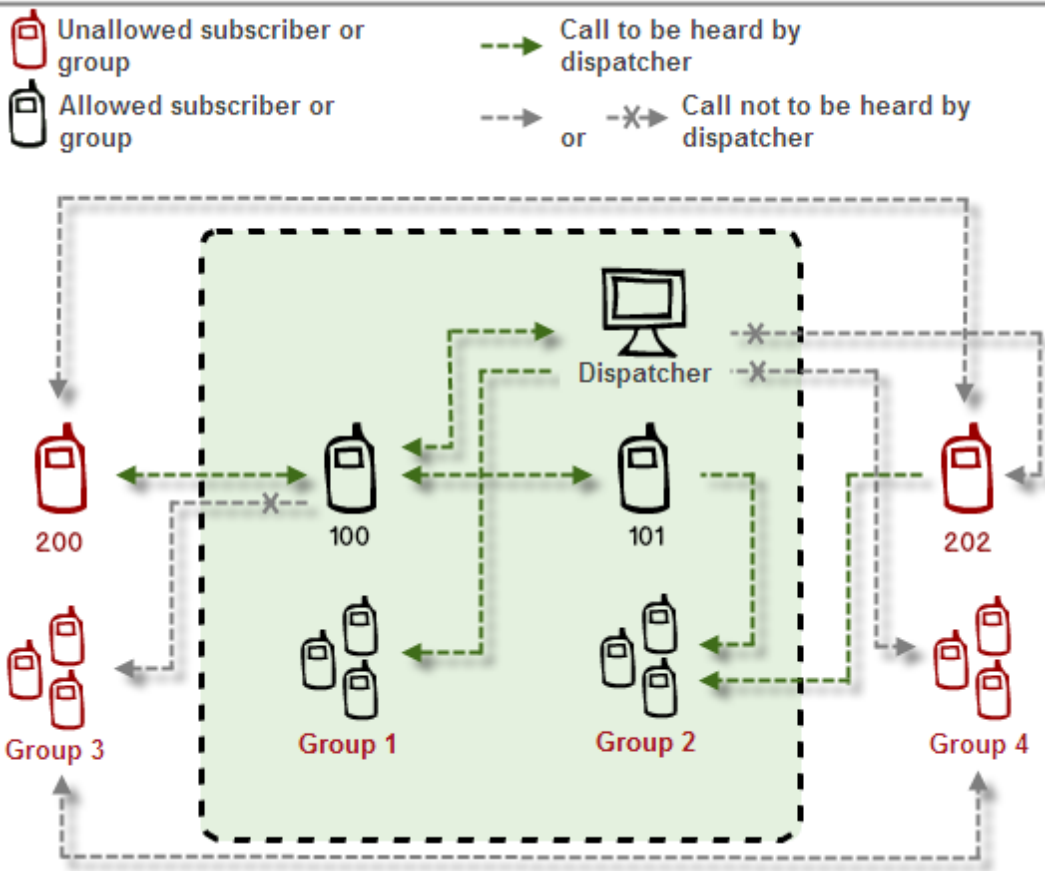 Unallowed subscriber or
group
Call to be heard by
dispatcher
Allowed subscriber or
group
or
Call not to be heard by
dispatcher
Dispatcher
200
100
101
202
Group 3
Group 1
Group 2
Group 4